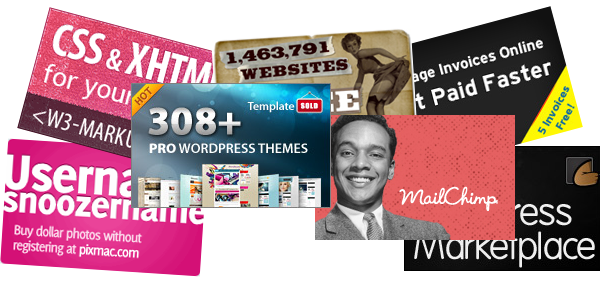 CSS & XHTM
for your
<W3-MARKU
1,463,791
WEBSITES
age Invoices Online
t Paid Faster
5 Invoices
Free!
HOT
308+
Template
SOLD
PRO WORDPRESS THEMES
Userna
snoozername
Buy dollar photos without
registering at pixmac.com
MailChimp
ress
Marketplace